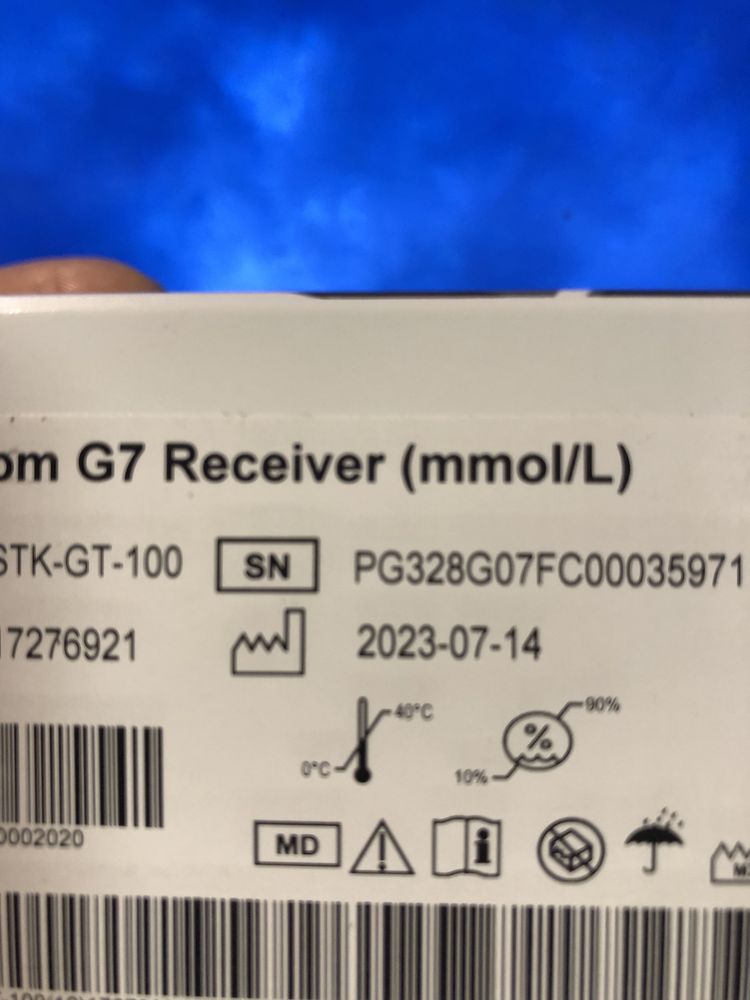 om G7 Receiver (mmol/L)
STK-GT-100 SN PG328G07FC00035971
17276921 2023-07-14
40°C 90%
0°C 10%
0002020
MD